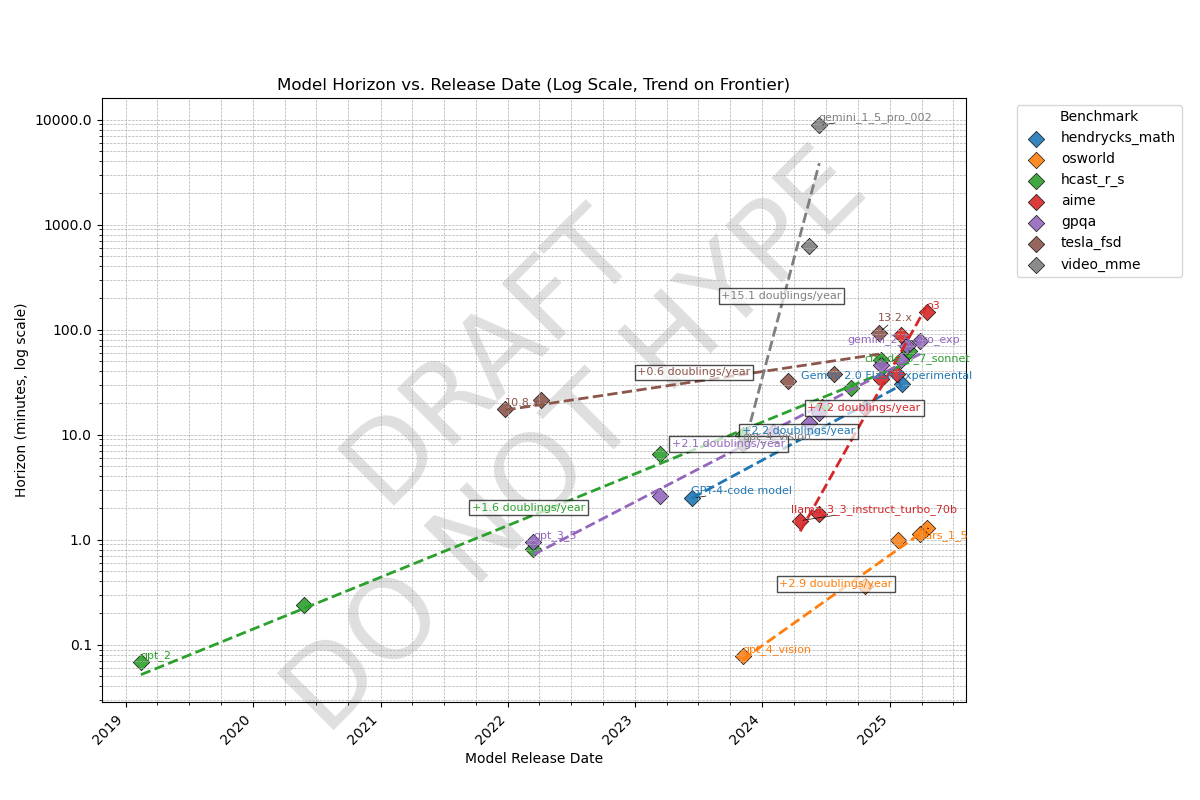 Model Horizon vs. Release Date (Log Scale, Trend on Frontier)
Horizon (minutes, log scale)
10000.0
1000.0
100.0
10.0
1.0
0.1
DRAFT
DO NOT HYPE
gemini_1_5_pro_002
+15.1 doublings/year
o3
13.2.x
+0.6 doublings/year
Gemini 2.0 Flash Experimental
10.8
+7.2 doublings/year
+2.2 doublings/year
+2.1 doublings/year
GPT-4-code model
+1.6 doublings/year
llama_3_3_instruct_turbo_70b
gpt_3_5
+2.9 doublings/year
gpt_2
gpt_4_vision
2019
2020
2021
2022
2023
2024
2025
Model Release Date
Benchmark
hendrycks_math
osworld
hcast_r_s
aime
gpqa
tesla_fsd
video_mme